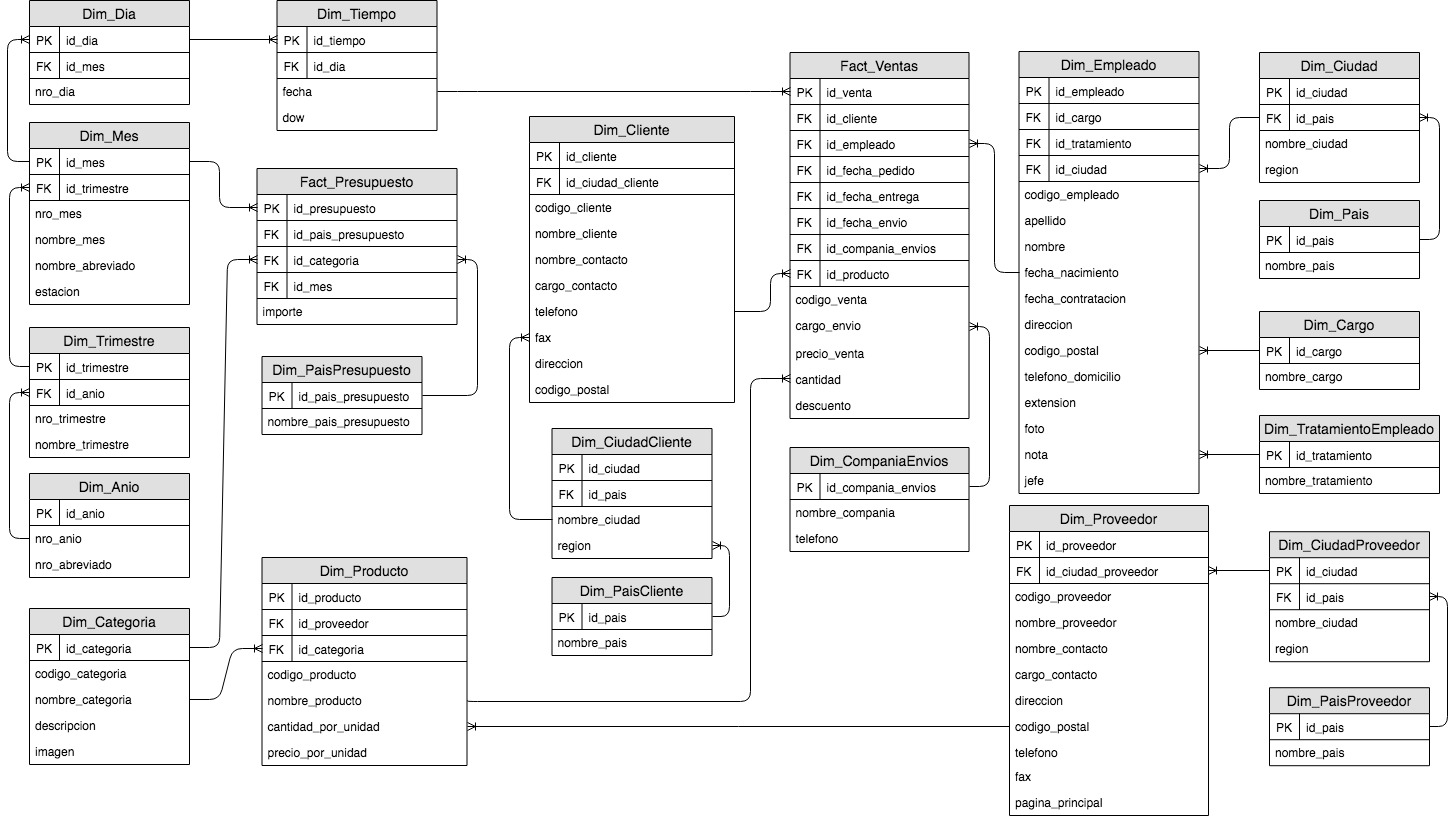 Dim_Dia
PK id_dia
FK id_mes
nro_dia
Dim_Tiempo
PK id_tiempo
FK id_dia
fecha
dow
Dim_Mes
PK id_mes
FK id_trimestre
nro_mes
nombre_mes
nombre_abreviado
estacion
Fact_Presupuesto
PK id_presupuesto
FK id_pais_presupuesto
FK id_categoria
FK id_mes
importe
Dim_Trimestre
PK id_trimestre
FK id_anio
nro_trimestre
nombre_trimestre
Dim_PaisPresupuesto
PK id_pais_presupuesto
nombre_pais_presupuesto
Dim_Anio
PK id_anio
nro_anio
nro_abreviado
Dim_Categoria
PK id_categoria
codigo_categoria
nombre_categoria
descripcion
imagen
Dim_Producto
PK id_producto
FK id_proveedor
FK id_categoria
codigo_producto
nombre_producto
cantidad_por_unidad
precio_por_unidad
Dim_Cliente
PK id_cliente
FK id_ciudad_cliente
codigo_cliente
nombre_cliente
nombre_contacto
cargo_contacto
telefono
fax
direccion
codigo_postal
Dim_CiudadCliente
PK id_ciudad
FK id_pais
nombre_ciudad
region
Dim_PaisCliente
PK id_pais
nombre_pais
Fact_Ventas
PK id_venta
FK id_cliente
FK id_empleado
FK id_fecha_pedido
FK id_fecha_entrega
FK id_fecha_envio
FK id_compania_envios
FK id_producto
codigo_venta
cargo_envio
precio_venta
cantidad
descuento
Dim_CompaniaEnvios
PK id_compania_envios
nombre_compania
telefono
Dim_Empleado
PK id_empleado
FK id_cargo
FK id_tratamiento
FK id_ciudad
codigo_empleado
apellido
nombre
fecha_nacimiento
fecha_contratacion
direccion
codigo_postal
telefono_domicilio
extension
foto
nota
jefe
Dim_Ciudad
PK id_ciudad
FK id_pais
nombre_ciudad
region
Dim_Pais
PK id_pais
nombre_pais
Dim_Cargo
PK id_cargo
nombre_cargo
Dim_TratamientoEmpleado
PK id_tratamiento
nombre_tratamiento
Dim_Proveedor
PK id_proveedor
FK id_ciudad_proveedor
codigo_proveedor
nombre_proveedor
nombre_contacto
cargo_contacto
direccion
codigo_postal
telefono
fax
pagina_principal
Dim_CiudadProveedor
PK id_ciudad
FK id_pais
nombre_ciudad
region
Dim_PaisProveedor
PK id_pais
nombre_pais